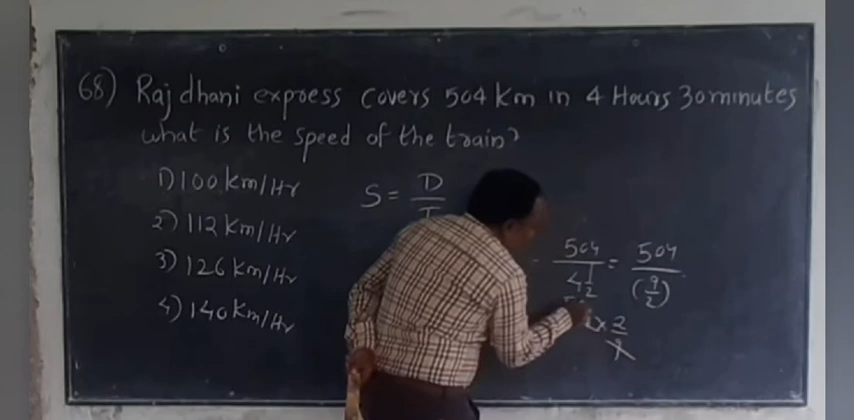 68) Rajdhani express covers 504 Km in 4 Hours 30 minutes
what is the speed of the train?
1) 100 Km/Hr
2) 112 Km/Hr
3) 126 Km/Hr
4) 140 Km/Hr
S = D/T
= 504/4 1/2 = 504/(9/2)
× 2/9